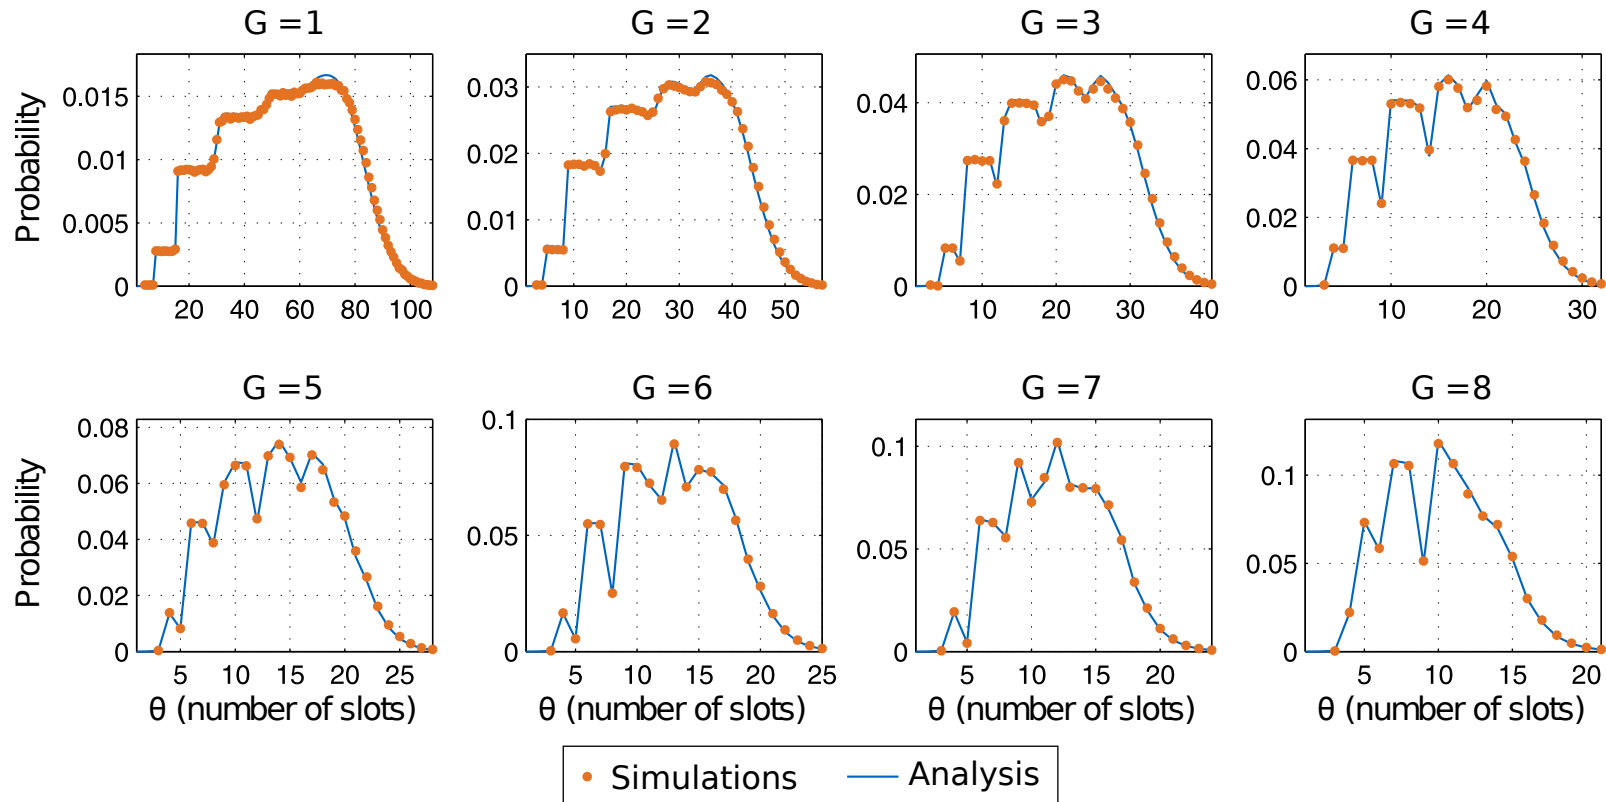 G =1 G =2 G =3 G =4
Probability
0.015
0.01
0.005
0
20 40 60 80 100
0.03
0.02
0.01
0
10 20 30 40 50
0.04
0.02
0
10 20 30 40
0.06
0.04
0.02
0
10 20 30
G =5 G =6 G =7 G =8
Probability
0.08
0.06
0.04
0.02
0
5 10 15 20 25
0.1
0.05
0
5 10 15 20 25
0.1
0.05
0
5 10 15 20
0.1
0.05
0
5 10 15 20
θ (number of slots) θ (number of slots) θ (number of slots) θ (number of slots)
Simulations Analysis